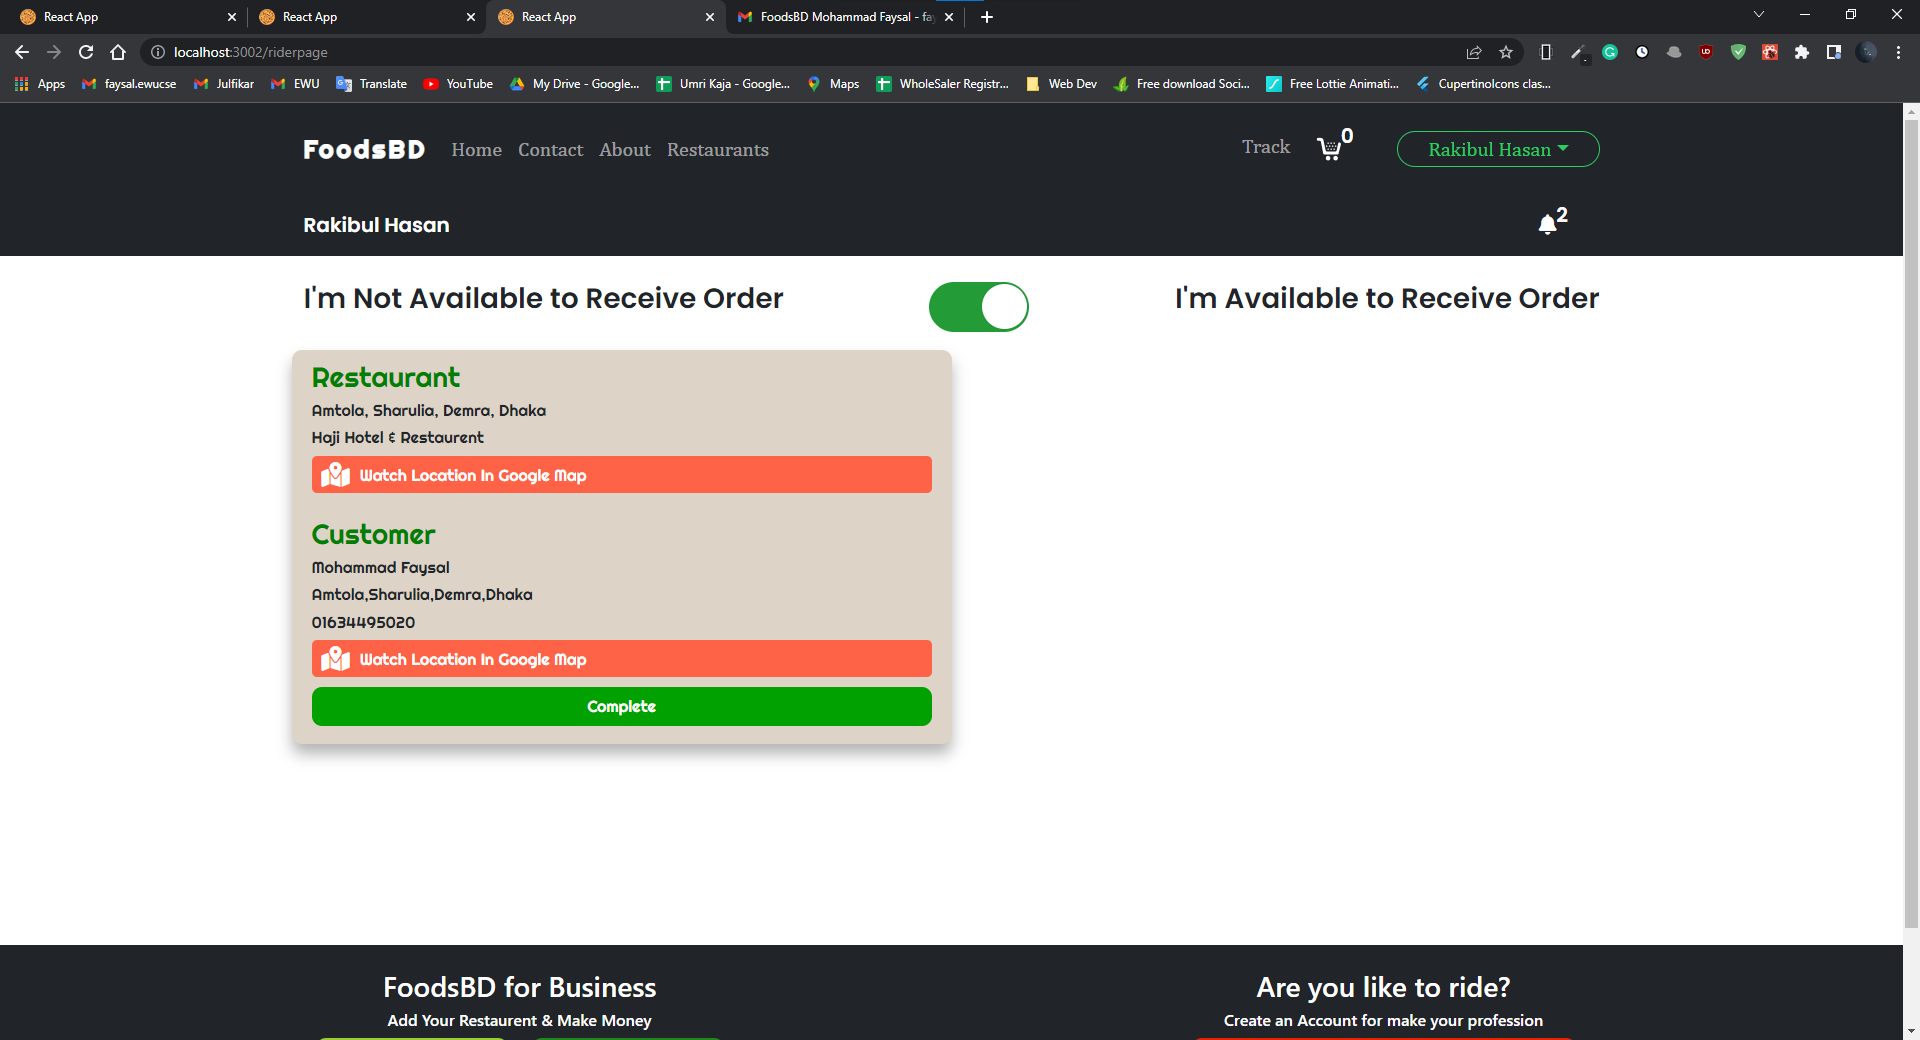 React App
React App
React App
FoodsBD Mohammad Faysal - fay
localhost:3002/riderpage
Apps
faysal.ewucse
Julfikar
EWU
Translate
YouTube
My Drive - Google...
Umri Kaja - Google...
Maps
WholeSaler Registr...
Web Dev
Free download Soci...
Free Lottie Animati...
CupertinoIcons clas...
FoodsBD
Home
Contact
About
Restaurants
Track
0
Rakibul Hasan
Rakibul Hasan
2
I'm Not Available to Receive Order
I'm Available to Receive Order
Restaurant
Amtola, Sharulia, Demra, Dhaka
Haji Hotel & Restaurent
Watch Location In Google Map
Customer
Mohammad Faysal
Amtola,Sharulia,Demra,Dhaka
01634495020
Watch Location In Google Map
Complete
FoodsBD for Business
Add Your Restaurent & Make Money
Are you like to ride?
Create an Account for make your profession